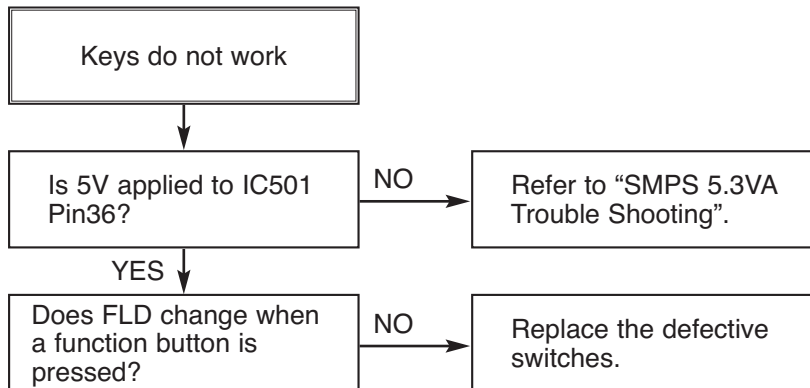 Keys do not work
Is 5V applied to IC501
Pin36?
NO
Refer to “SMPS 5.3VA
Trouble Shooting”.
YES
Does FLD change when
a function button is
pressed?
NO
Replace the defective
switches.